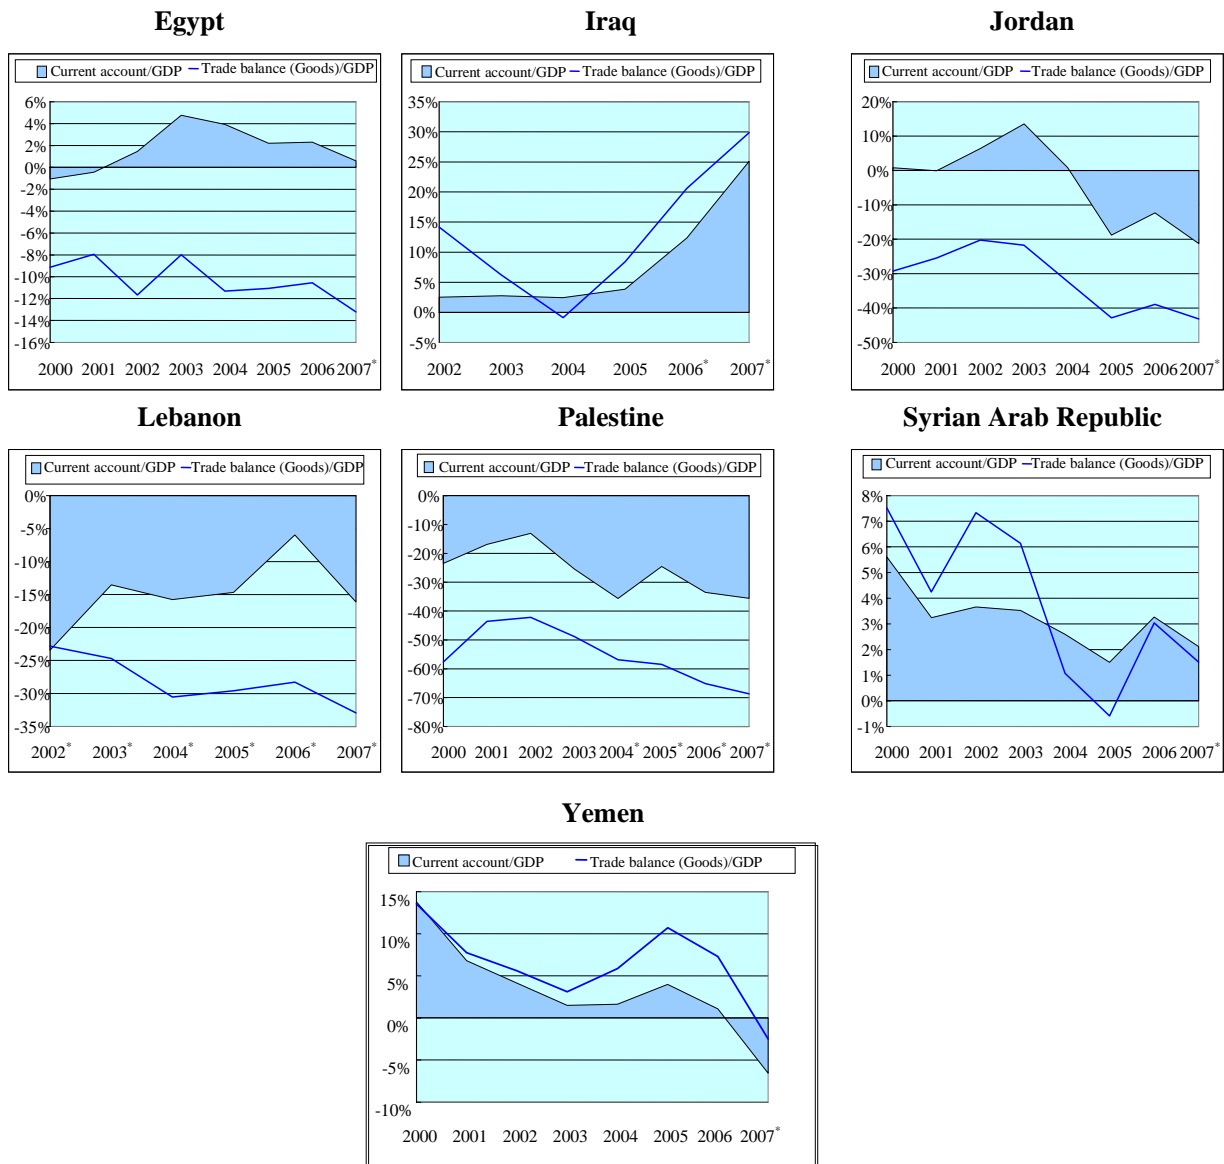 Egypt
Iraq
Jordan
Current account/GDP Trade balance (Goods)/GDP
6%
4%
2%
0%
-2%
-4%
-6%
-8%
-10%
-12%
-14%
-16%
2000 2001 2002 2003 2004 2005 2006 2007*
Current account/GDP Trade balance (Goods)/GDP
35%
30%
25%
20%
15%
10%
5%
0%
-5%
2002 2003 2004 2005 2006* 2007*
Current account/GDP Trade balance (Goods)/GDP
20%
10%
0%
-10%
-20%
-30%
-40%
-50%
2000 2001 2002 2003 2004 2005 2006 2007*
Lebanon
Palestine
Syrian Arab Republic
Current account/GDP Trade balance (Goods)/GDP
0%
-5%
-10%
-15%
-20%
-25%
-30%
-35%
2002* 2003* 2004* 2005* 2006* 2007*
Current account/GDP Trade balance (Goods)/GDP
0%
-10%
-20%
-30%
-40%
-50%
-60%
-70%
-80%
2000 2001 2002 2003 2004* 2005* 2006* 2007*
Current account/GDP Trade balance (Goods)/GDP
8%
7%
6%
5%
4%
3%
2%
1%
0%
-1%
2000 2001 2002 2003 2004 2005 2006 2007*
Yemen
Current account/GDP Trade balance (Goods)/GDP
15%
10%
5%
0%
-5%
-10%
2000 2001 2002 2003 2004 2005 2006 2007*